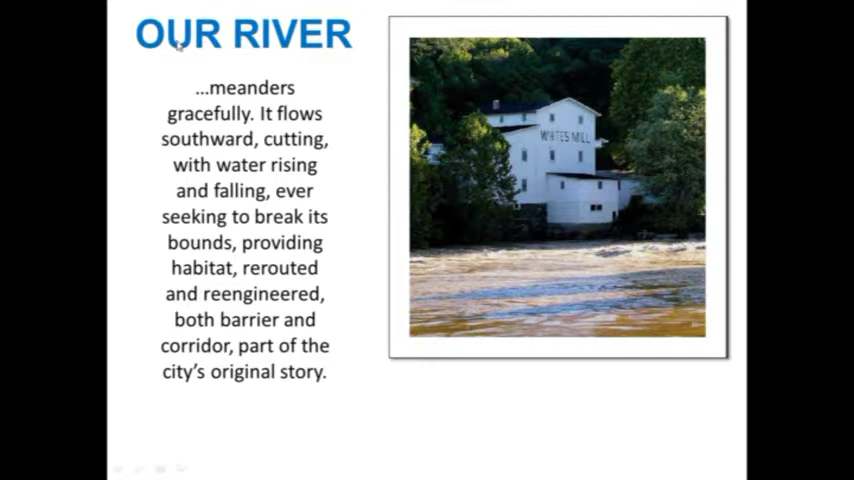 OUR RIVER
...meanders
gracefully. It flows
southward, cutting,
with water rising
and falling, ever
seeking to break its
bounds, providing
habitat, rerouted
and reengineered,
both barrier and
corridor, part of the
city’s original story.
WHITES MILL